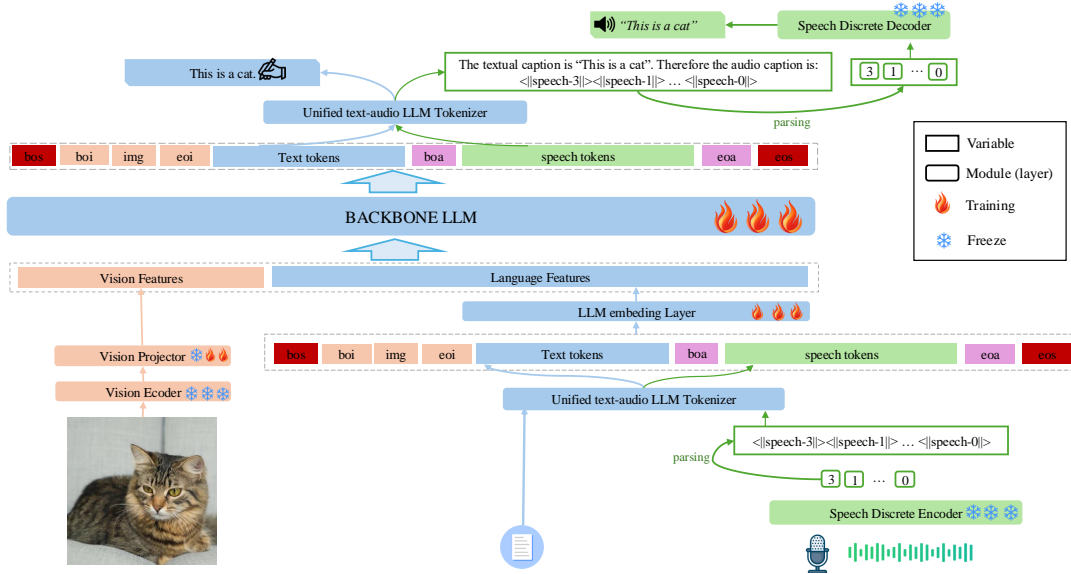 “This is a cat”
Speech Discrete Decoder
This is a cat.
The textual caption is “This is a cat”. Therefore the audio caption is:
<||speech-3||><||speech-1||> … <||speech-0||>
3 1 … 0
Unified text-audio LLM Tokenizer
parsing
bos boi img eoi Text tokens boa speech tokens eoa eos
Variable
Module (layer)
Training
Freeze
BACKBONE LLM
Vision Features Language Features
LLM embeding Layer
bos boi img eoi Text tokens boa speech tokens eoa eos
Vision Projector
Vision Ecoder
Unified text-audio LLM Tokenizer
<||speech-3||><||speech-1||> … <||speech-0||>
parsing
3 1 … 0
Speech Discrete Encoder